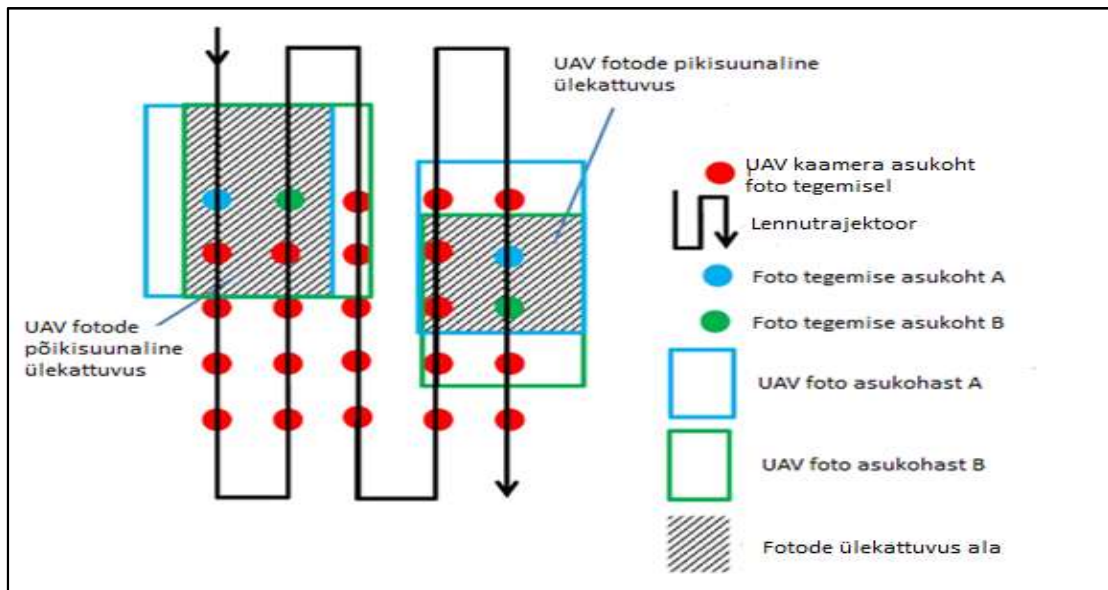 UAV fotode pikisuunaline
ülekattuvus
UAV fotode
põikisuunaline
ülekattuvus
UAV kaamera asukoht
foto tegemisel
Lennutrajektoor
Foto tegemise asukoht A
Foto tegemise asukoht B
UAV foto asukohast A
UAV foto asukohast B
Fotode ülekattuvus ala